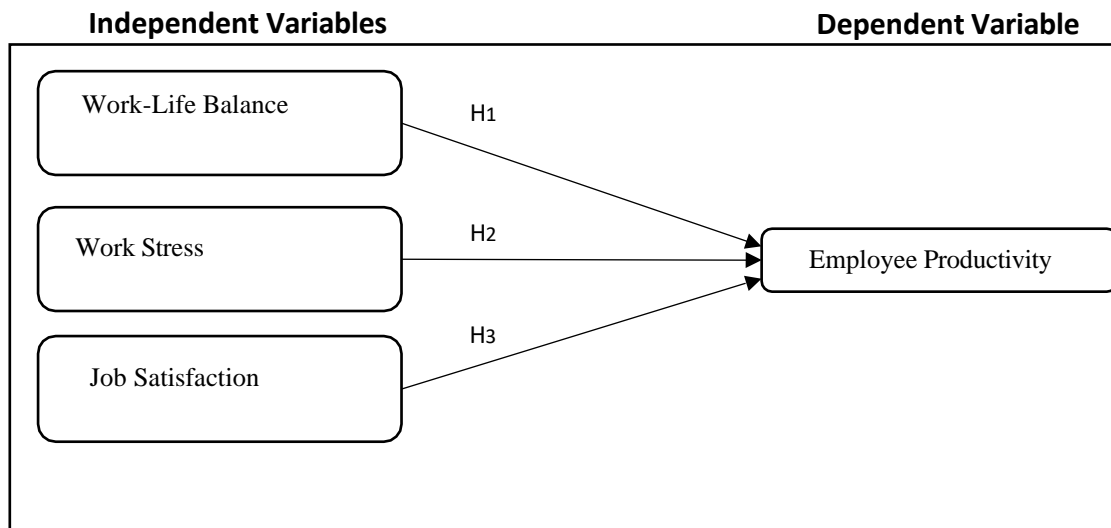 Independent Variables
Dependent Variable
Work-Life Balance
H1
Work Stress
H2
Employee Productivity
H3
Job Satisfaction